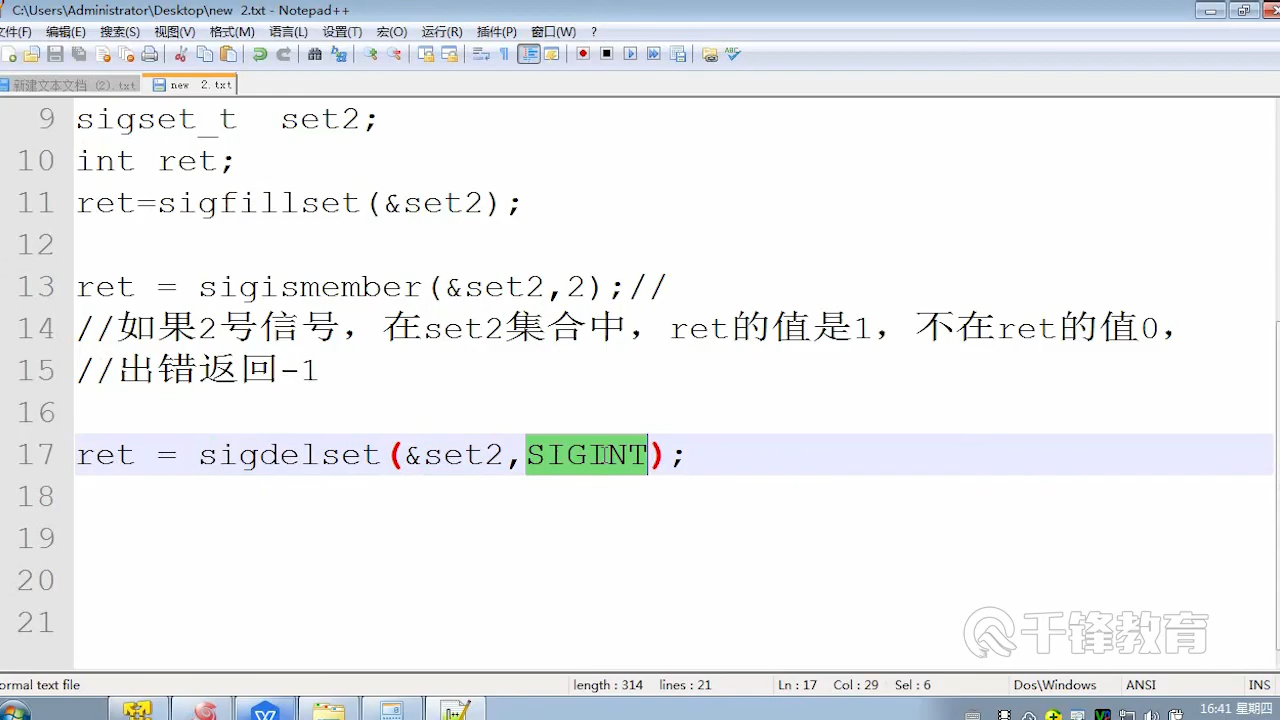 C:\Users\Administrator\Desktop\new  2.txt - Notepad++
文件(F) 编辑(E) 搜索(S) 视图(V) 格式(M) 语言(L) 设置(T) 宏(O) 运行(R) 插件(P) 窗口(W) ?
新建文本文档 (2).txt new  2.txt
9 sigset_t  set2;
10 int ret;
11 ret=sigfillset(&set2);
12
13 ret = sigismember(&set2,2);//
14 //如果2号信号，在set2集合中，ret的值是1，不在ret的值0，
15 //出错返回-1
16
17 ret = sigdelset(&set2,SIGINT);
18
19
20
21
千锋教育
ormal text file length : 314 lines : 21 Ln : 17 Col : 29 Sel : 6 Dos\Windows ANSI INS
16:41 星期四